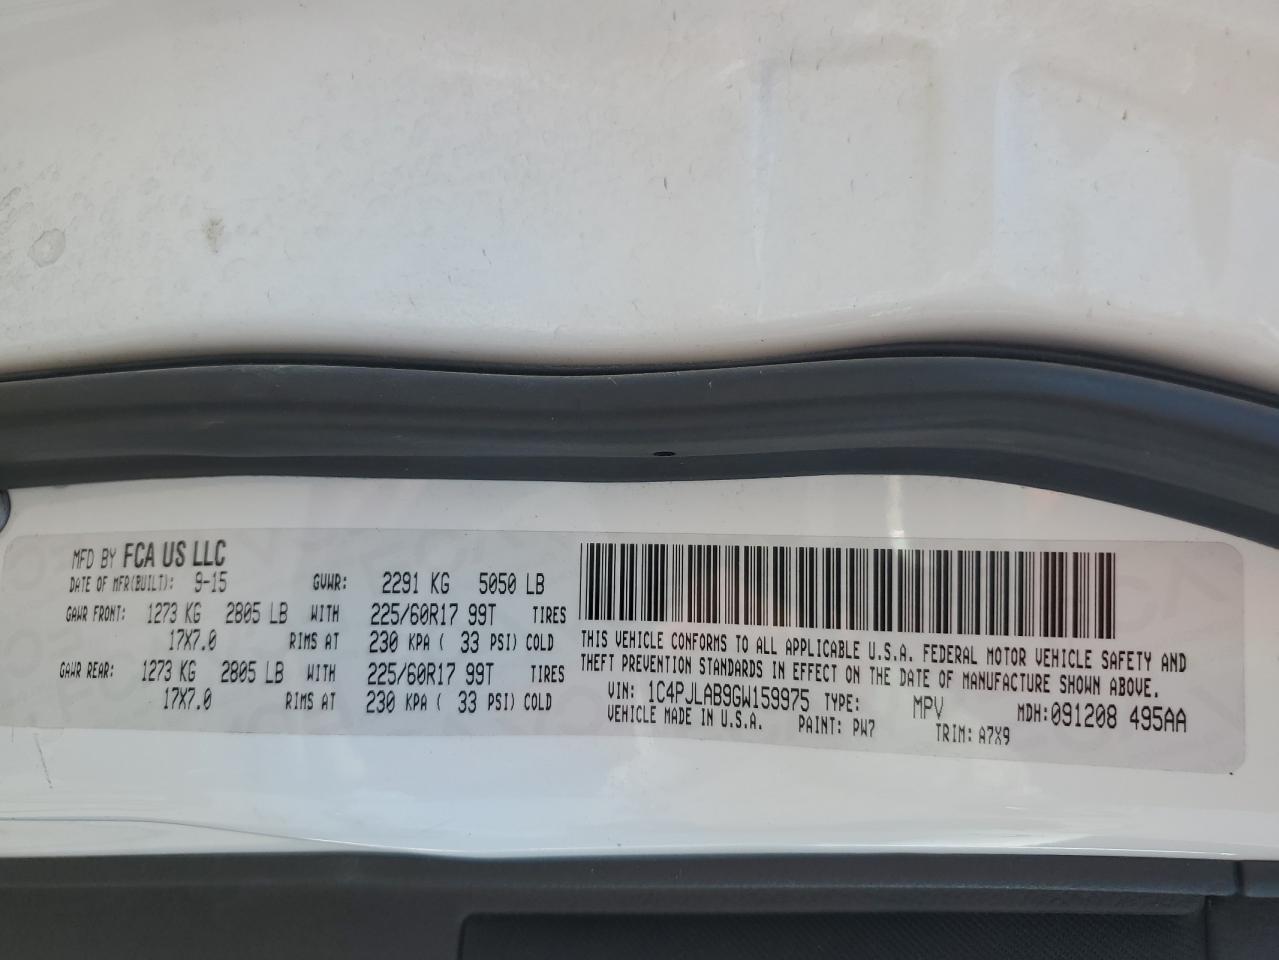 MFD BY FCA US LLC
DATE OF MFR(BUILT): 9-15 GVWR: 2291 KG 5050 LB
GAWR FRONT: 1273 KG 2805 LB WITH 225/60R17 99T TIRES
17X7.0 RIMS AT 230 KPA ( 33 PSI) COLD
GAWR REAR: 1273 KG 2805 LB WITH 225/60R17 99T TIRES
17X7.0 RIMS AT 230 KPA ( 33 PSI) COLD
THIS VEHICLE CONFORMS TO ALL APPLICABLE U.S.A. FEDERAL MOTOR VEHICLE SAFETY AND
THEFT PREVENTION STANDARDS IN EFFECT ON THE DATE OF MANUFACTURE SHOWN ABOVE.
VIN: 1C4PJLAB9GW159975 TYPE: MPV MDH:091208 495AA
VEHICLE MADE IN U.S.A. PAINT: PW7 TRIM: A7X9